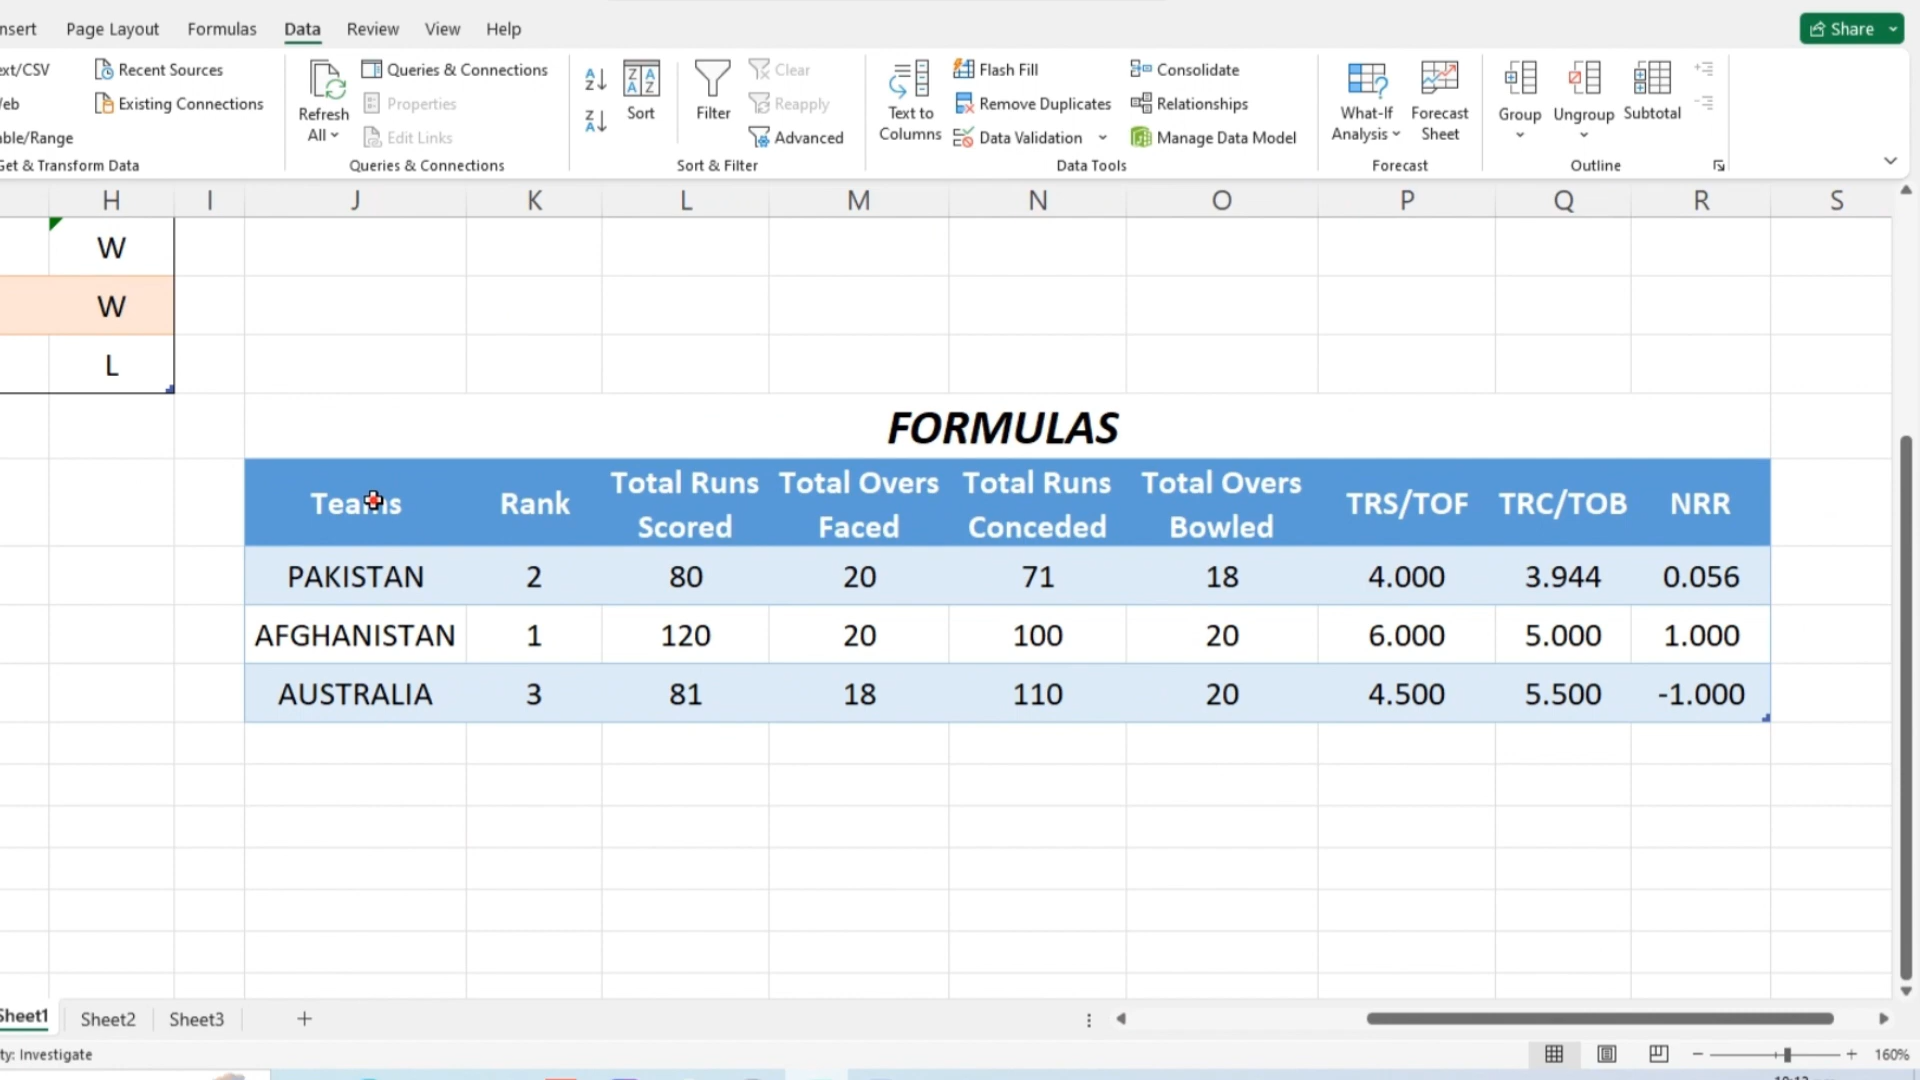 nsert Page Layout Formulas Data Review View Help Share
ext/CSV Recent Sources Queries & Connections Clear Flash Fill Consolidate
Refresh All Properties Sort Filter Reapply Text to Columns Remove Duplicates Relationships What-If Analysis Forecast Sheet Group Ungroup Subtotal
eb Existing Connections
able/Range Edit Links Advanced Data Validation Manage Data Model
Get & Transform Data Queries & Connections Sort & Filter Data Tools Forecast Outline
H I J K L M N O P Q R S
W
W
L
FORMULAS
Teams Rank Total Runs Scored Total Overs Faced Total Runs Conceded Total Overs Bowled TRS/TOF TRC/TOB NRR
PAKISTAN 2 80 20 71 18 4.000 3.944 0.056
AFGHANISTAN 1 120 20 100 20 6.000 5.000 1.000
AUSTRALIA 3 81 18 110 20 4.500 5.500 -1.000
Sheet1 Sheet2 Sheet3
ty: Investigate 160%